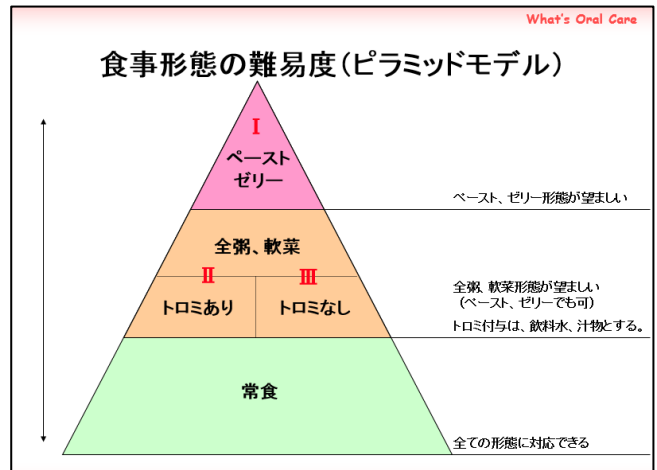 What's Oral Care
食事形態の難易度(ピラミッドモデル)
Ⅰ
ペースト
ゼリー
ペースト、ゼリー形態が望ましい
全粥、軟菜
Ⅱ
Ⅲ
トロミあり
トロミなし
全粥、軟菜形態が望ましい
(ペースト、ゼリーでも可)
トロミ付与は、飲料水、汁物とする。
常食
全ての形態に対応できる